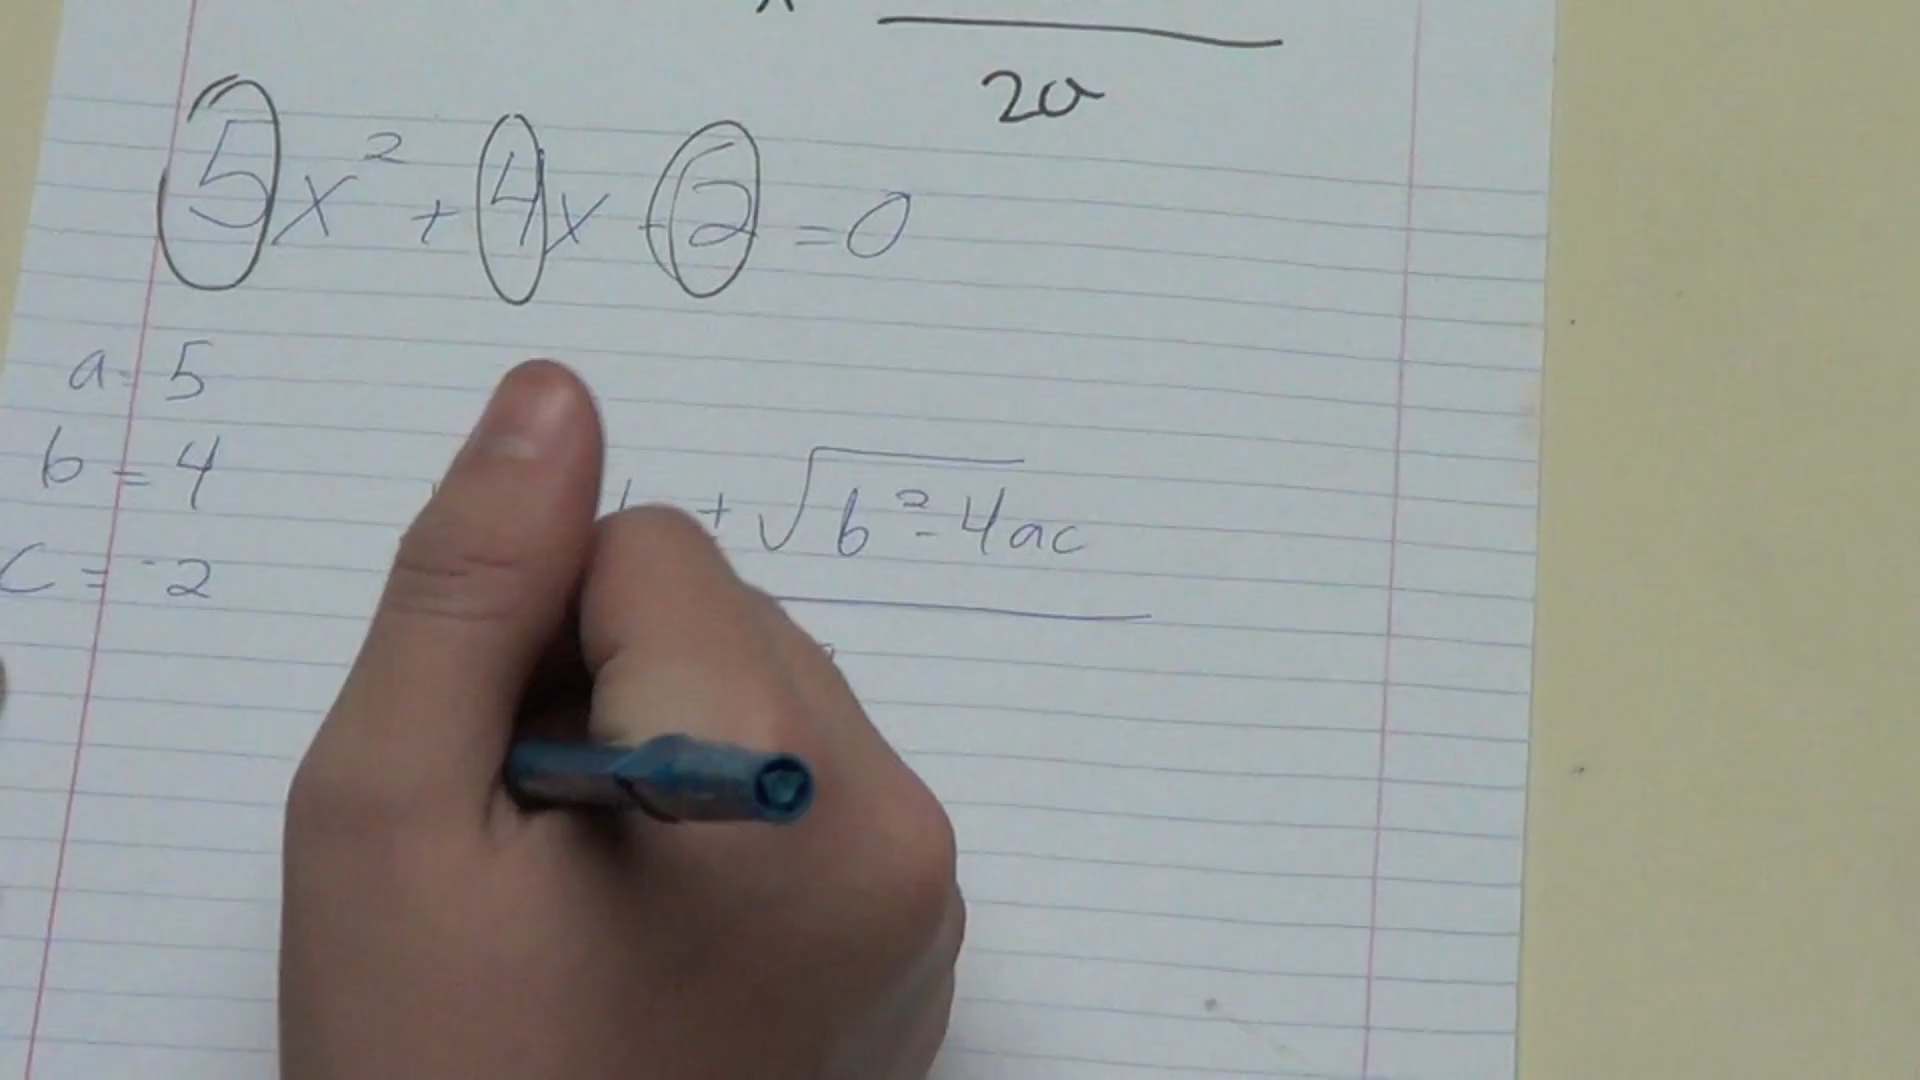 2a
5x² + 4x - 2 = 0
a = 5
b = 4
c = -2
+ √b² - 4ac